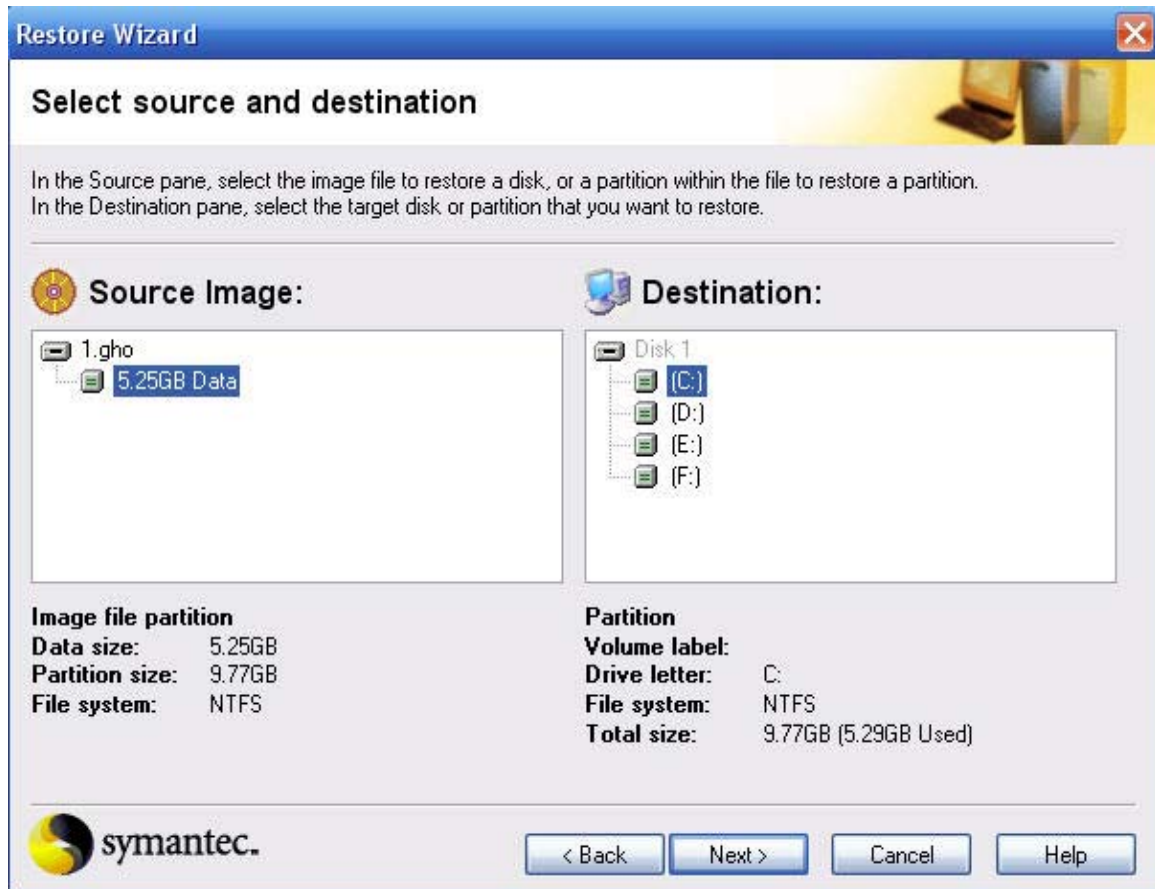 Restore Wizard
Select source and destination
In the Source pane, select the image file to restore a disk, or a partition within the file to restore a partition.
In the Destination pane, select the target disk or partition that you want to restore.
Source Image:
1.gho
5.25GB Data
Destination:
Disk 1
(C:)
(D:)
(E:)
(F:)
Image file partition
Data size: 5.25GB
Partition size: 9.77GB
File system: NTFS
Partition
Volume label:
Drive letter: C:
File system: NTFS
Total size: 9.77GB (5.29GB Used)
symantec.
< Back
Next >
Cancel
Help